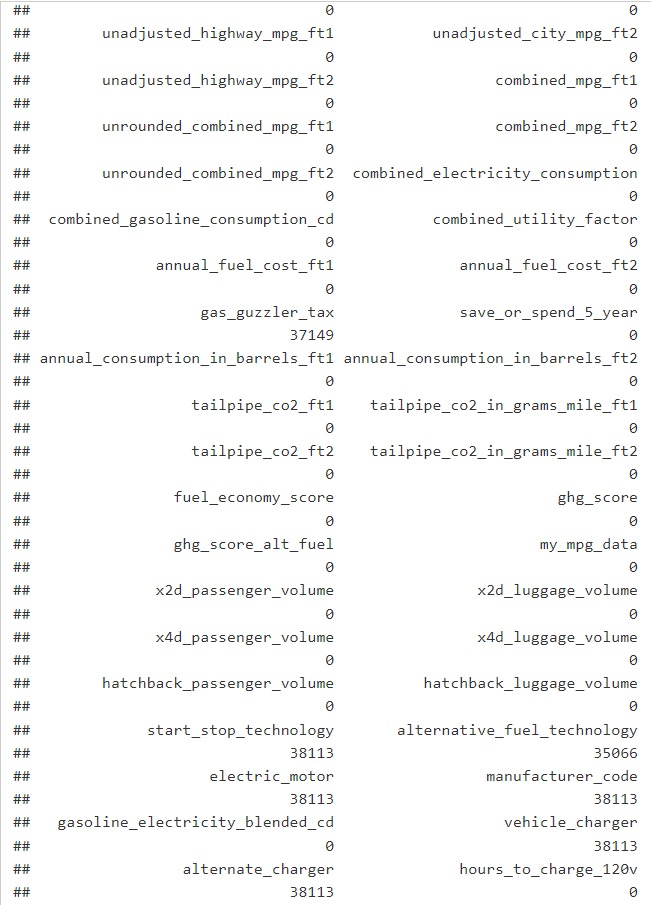 ## 0 0
## unadjusted_highway_mpg_ft1 unadjusted_city_mpg_ft2
## 0 0
## unadjusted_highway_mpg_ft2 combined_mpg_ft1
## 0 0
## unrounded_combined_mpg_ft1 combined_mpg_ft2
## 0 0
## unrounded_combined_mpg_ft2 combined_electricity_consumption
## 0 0
## combined_gasoline_consumption_cd combined_utility_factor
## 0 0
## annual_fuel_cost_ft1 annual_fuel_cost_ft2
## 0 0
## gas_guzzler_tax save_or_spend_5_year
## 37149 0
## annual_consumption_in_barrels_ft1 annual_consumption_in_barrels_ft2
## 0 0
## tailpipe_co2_ft1 tailpipe_co2_in_grams_mile_ft1
## 0 0
## tailpipe_co2_ft2 tailpipe_co2_in_grams_mile_ft2
## 0 0
## fuel_economy_score ghg_score
## 0 0
## ghg_score_alt_fuel my_mpg_data
## 0 0
## x2d_passenger_volume x2d_luggage_volume
## 0 0
## x4d_passenger_volume x4d_luggage_volume
## 0 0
## hatchback_passenger_volume hatchback_luggage_volume
## 0 0
## start_stop_technology alternative_fuel_technology
## 38113 35066
## electric_motor manufacturer_code
## 38113 38113
## gasoline_electricity_blended_cd vehicle_charger
## 0 38113
## alternate_charger hours_to_charge_120v
## 38113 0